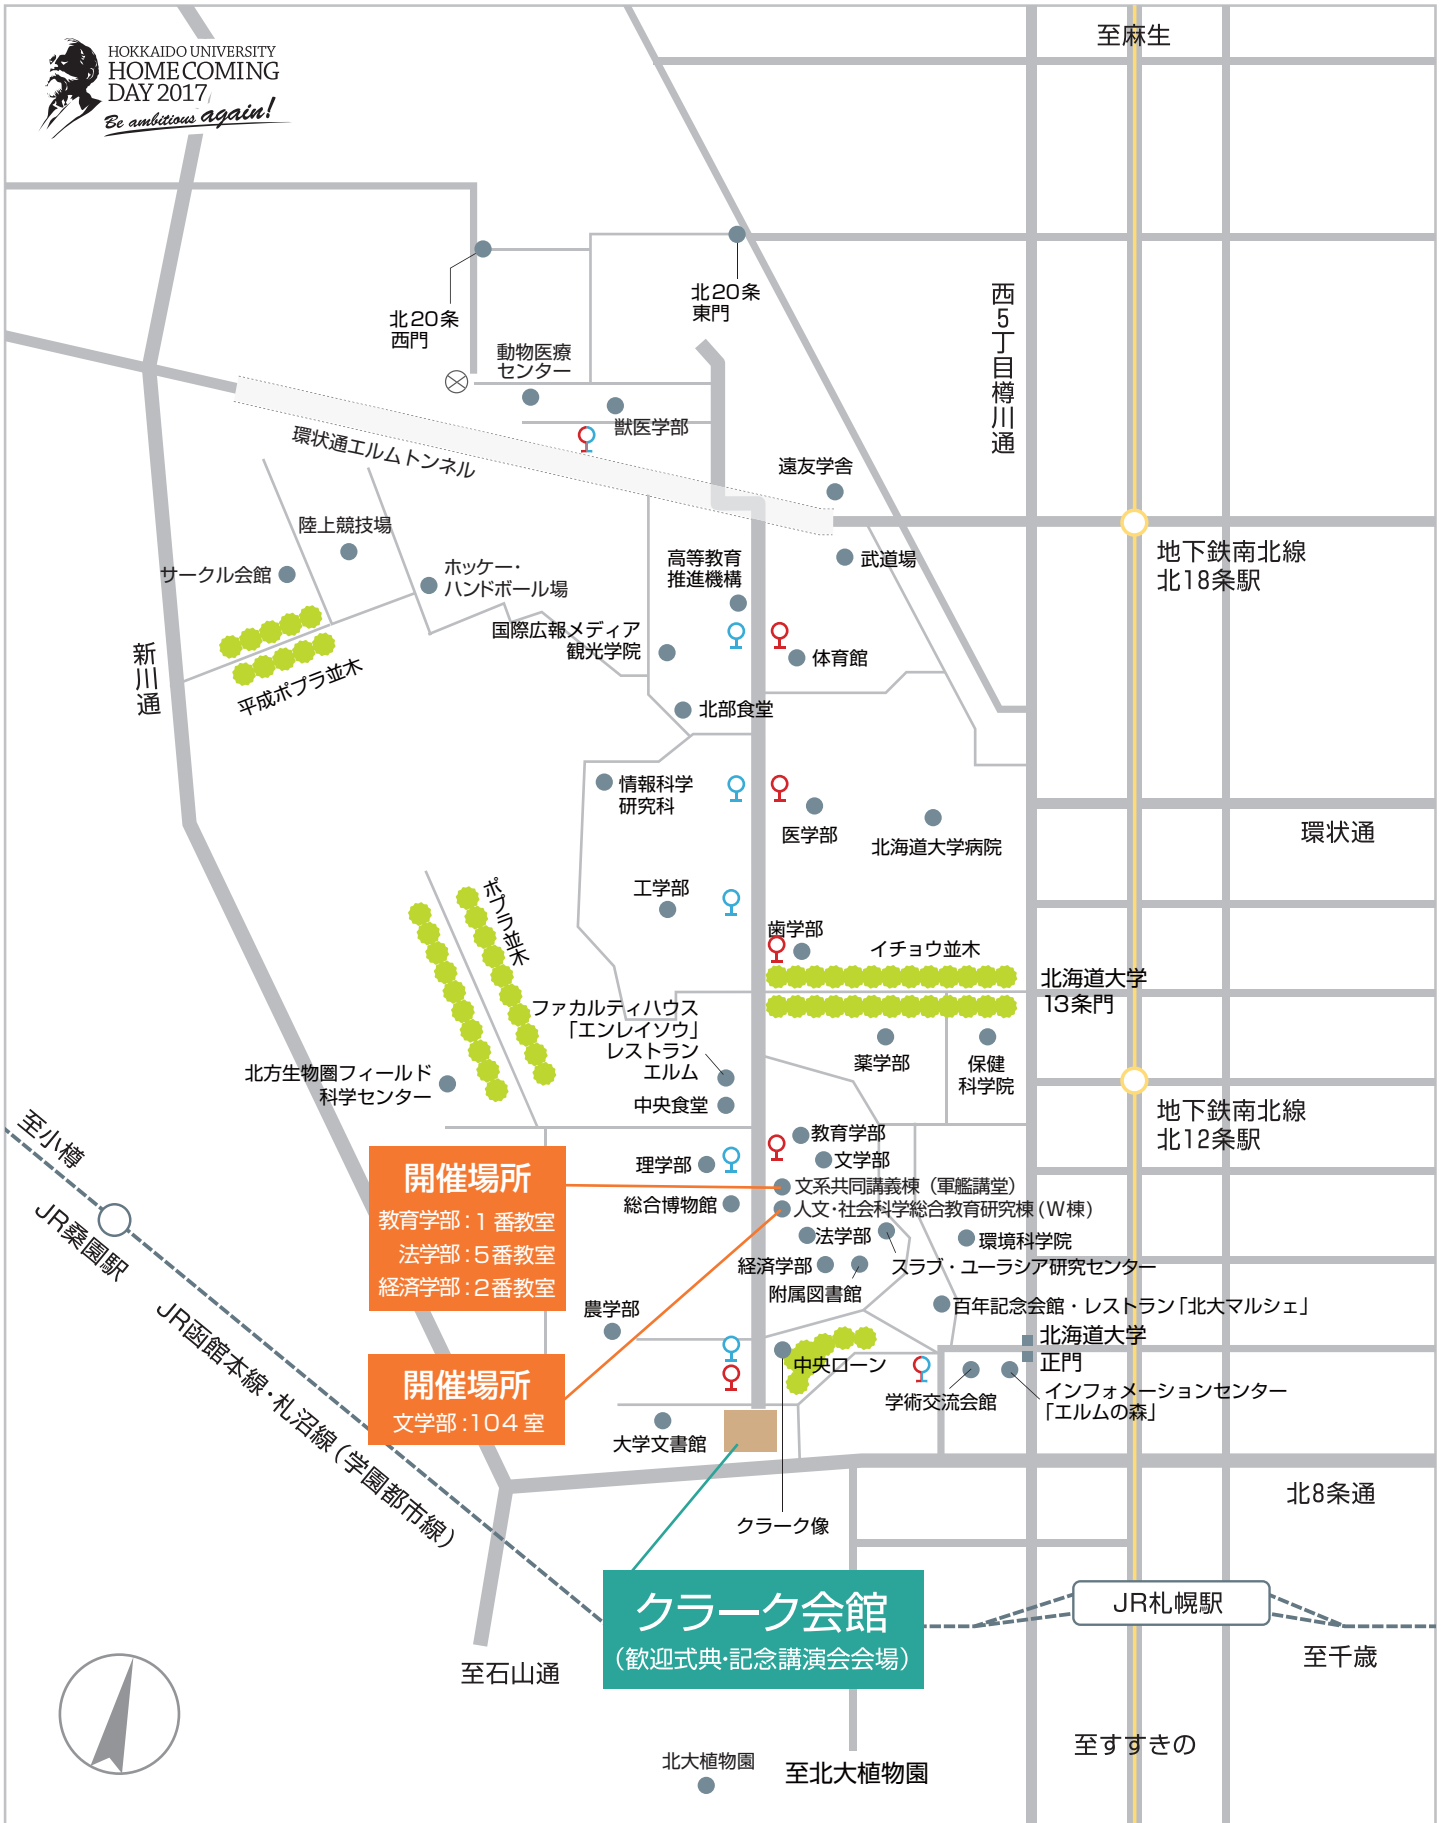 HOKKAIDO UNIVERSITY
HOME COMING
DAY 2017
Be ambitious again!
至麻生
北20条
西門
北20条
東門
西5丁目樽川通
動物医療
センター
獣医学部
環状通エルムトンネル
遠友学舎
陸上競技場
サークル会館
ホッケー・
ハンドボール場
高等教育
推進機構
武道場
地下鉄南北線
北18条駅
国際広報メディア
観光学院
体育館
新川通
平成ポプラ並木
北部食堂
情報科学
研究科
医学部
北海道大学病院
環状通
工学部
ポプラ並木
歯学部
イチョウ並木
北海道大学
13条門
ファカルティハウス
「エンレイソウ」
レストラン
エルム
薬学部
保健
科学院
北方生物圏フィールド
科学センター
中央食堂
地下鉄南北線
北12条駅
至小樽
JR桑園駅
教育学部
文学部
理学部
文系共同講義棟（軍艦講堂）
総合博物館
人文・社会科学総合教育研究棟(W棟)
開催場所
教育学部：1番教室
法学部：5番教室
経済学部：2番教室
法学部
環境科学院
経済学部
スラブ・ユーラシア研究センター
附属図書館
農学部
百年記念会館・レストラン「北大マルシェ」
北海道大学
正門
JR函館本線・札沼線（学園都市線）
開催場所
文学部：104室
中央ローン
学術交流会館
インフォメーションセンター
「エルムの森」
大学文書館
北8条通
クラーク像
クラーク会館
（歓迎式典・記念講演会会場）
JR札幌駅
至千歳
至石山通
至すすきの
北大植物園
至北大植物園